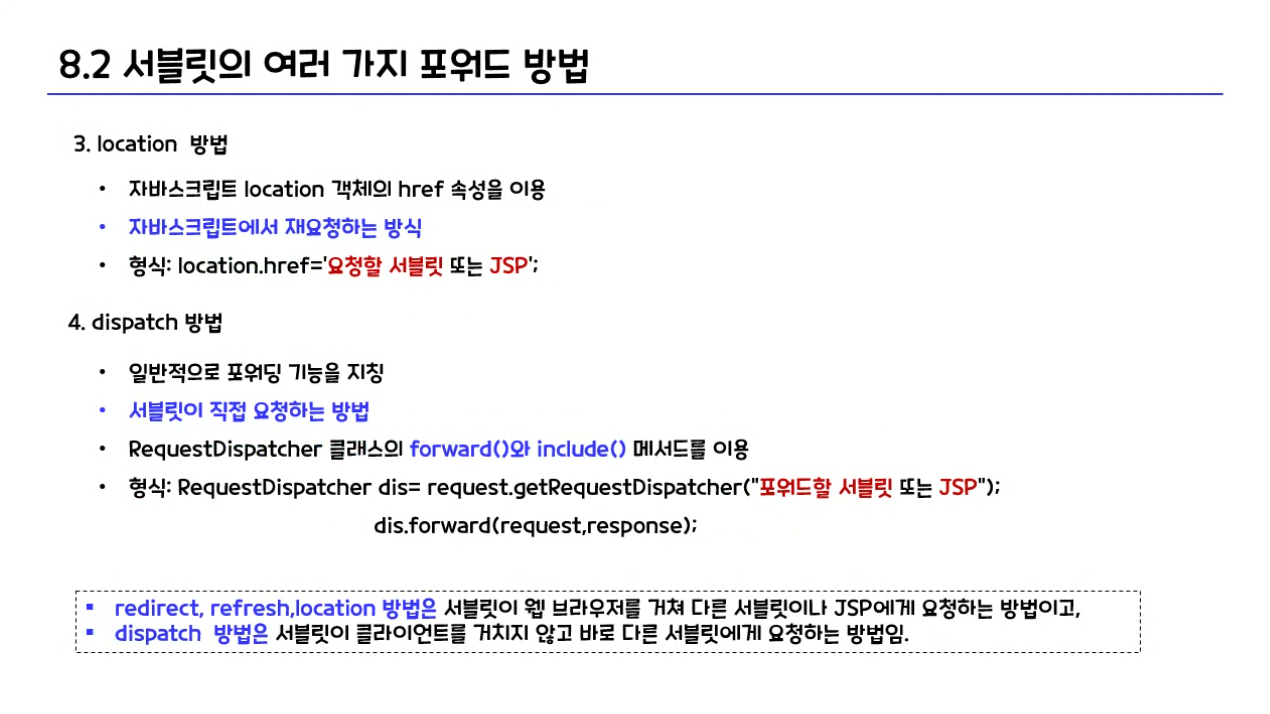 8.2 서블릿의 여러 가지 포워드 방법
3. location 방법
• 자바스크립트 location 객체의 href 속성을 이용
• 자바스크립트에서 재요청하는 방식
• 형식: location.href='요청할 서블릿 또는 JSP';
4. dispatch 방법
• 일반적으로 포워딩 기능을 지칭
• 서블릿이 직접 요청하는 방법
• RequestDispatcher 클래스의 forward()와 include() 메서드를 이용
• 형식: RequestDispatcher dis= request.getRequestDispatcher("포워드할 서블릿 또는 JSP");
dis.forward(request,response);
▪ redirect, refresh,location 방법은 서블릿이 웹 브라우저를 거쳐 다른 서블릿이나 JSP에게 요청하는 방법이고,
▪ dispatch 방법은 서블릿이 클라이언트를 거치지 않고 바로 다른 서블릿에게 요청하는 방법임.